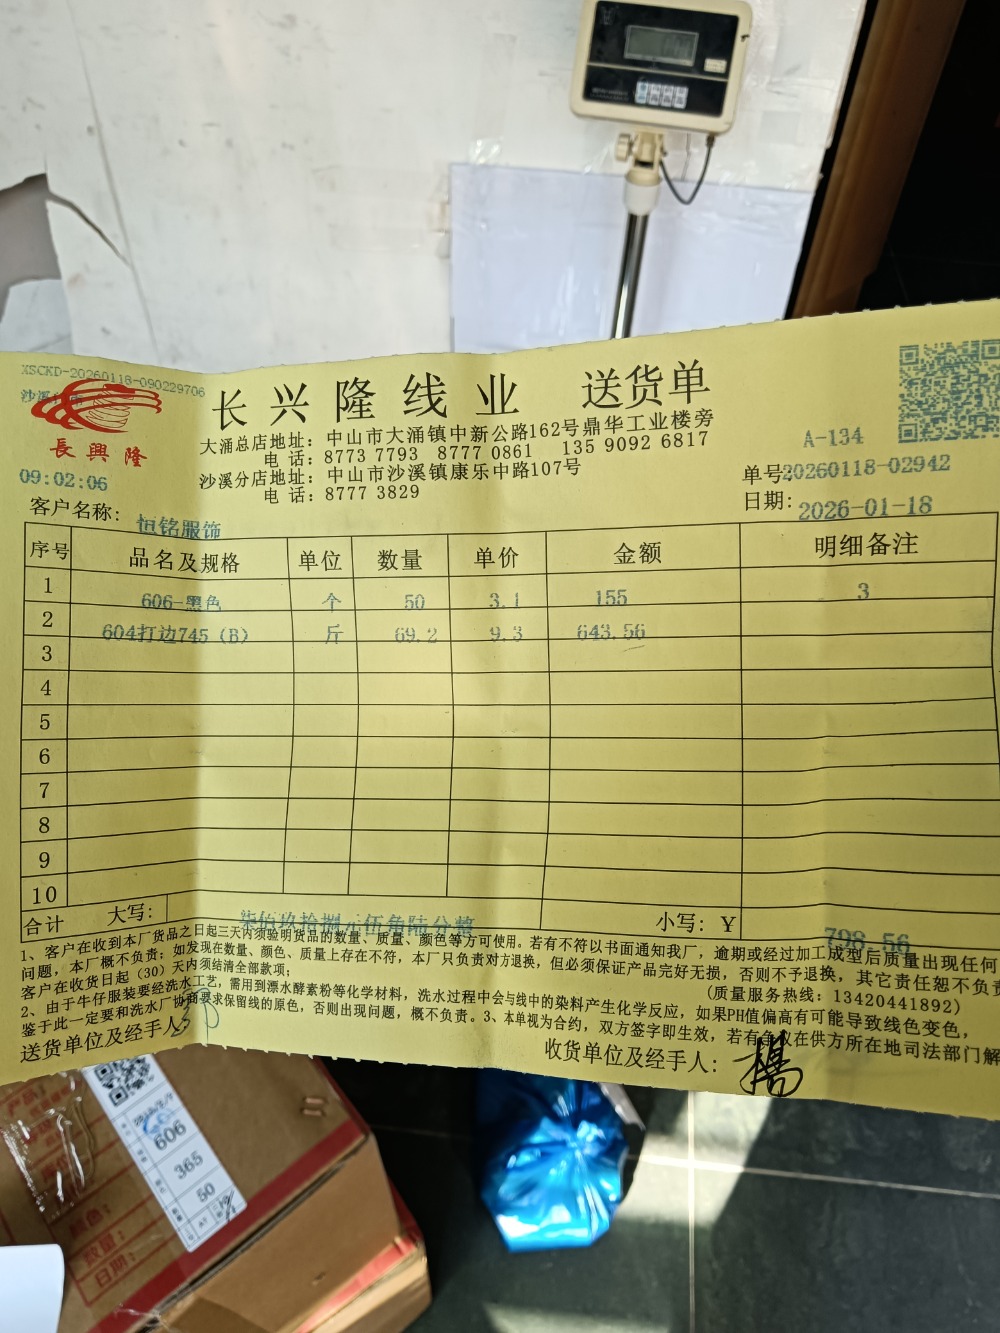 XSCKD-20260118-090229706
長興隆
09:02:06
长兴隆线业 送货单
大涌总店地址：中山市大涌镇中新公路162号鼎华工业楼旁
电 话：8773 7793 8777 0861 135 9092 6817
沙溪分店地址：中山市沙溪镇康乐中路107号
电 话：8777 3829
A-134
单号：20260118-02942
日期：2026-01-18
客户名称：恒铭服饰
序号 品名及规格 单位 数量 单价 金额 明细备注
1 606-黑色 个 50 3.1 155 3
2 604打边745（B） 斤 69.2 9.3 643.56
3
4
5
6
7
8
9
10
合计 大写：柒佰玖拾捌元伍角陆分整 小写：￥ 798.56
1、客户在收到本厂货品之日起三天内须验明货品的数量、质量、颜色等方可使用。若有不符以书面通知我厂，逾期或经过加工成型后质量出现任何
问题，本厂概不负责；如发现在数量、颜色、质量上存在不符，本厂只负责对方退换，但必须保证产品完好无损，否则不予退换，其它责任恕不负责
客户在收货日起（30）天内须结清全部款项；
（质量服务热线：13420441892）
2、由于牛仔服装要经洗水工艺，需用到漂水酵素粉等化学材料，洗水过程中会与线中的染料产生化学反应，如果PH值偏高有可能导致线色变色，
鉴于此一定要和洗水厂协商要求保留线的原色，否则出现问题，概不负责。3、本单视为合约，双方签字即生效，若有争议在供方所在地司法部门解
送货单位及经手人：
收货单位及经手人：楊
606
365
50
颜色：
数量：
日期：